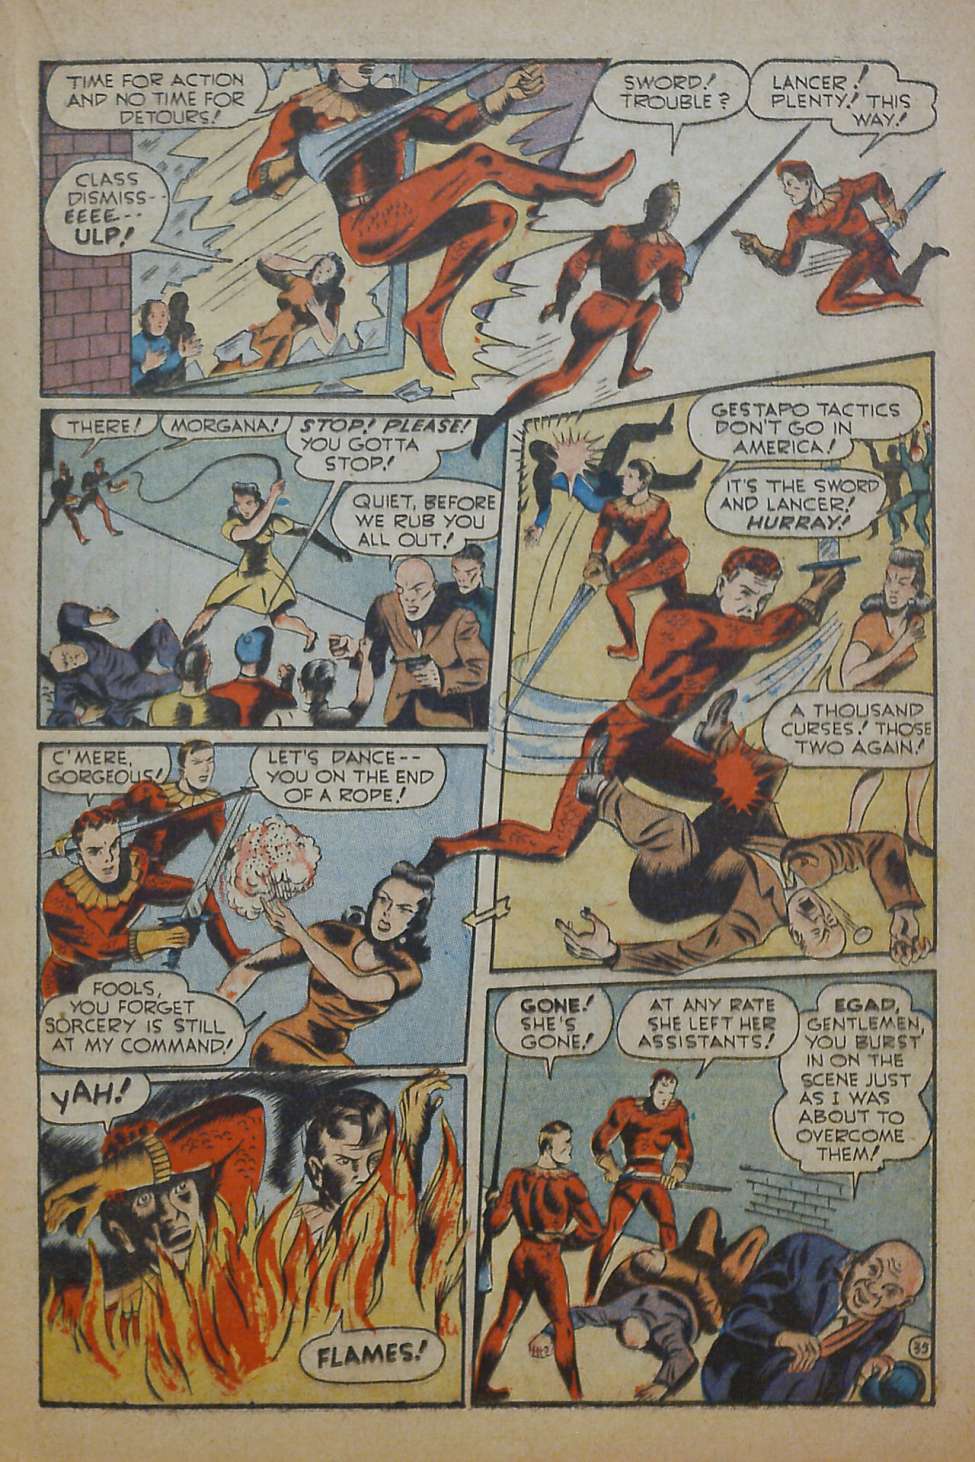 TIME FOR ACTION
AND NO TIME FOR
DETOURS!
CLASS
DISMISS--
EEEE---
ULP!
SWORD!
TROUBLE?
LANCER!
PLENTY! THIS
WAY!
THERE!
MORGANA!
STOP! PLEASE!
YOU GOTTA
STOP!
QUIET, BEFORE
WE RUB YOU
ALL OUT!
GESTAPO TACTICS
DON'T GO IN
AMERICA!
IT'S THE SWORD
AND LANCER!
HURRAY!
A THOUSAND
CURSES! THOSE
TWO AGAIN!
C'MERE,
GORGEOUS!
LET'S DANCE--
YOU ON THE END
OF A ROPE!
FOOLS,
YOU FORGET
SORCERY IS STILL
AT MY COMMAND!
YAH!
FLAMES!
GONE!
SHE'S
GONE!
AT ANY RATE
SHE LEFT HER
ASSISTANTS!
EGAD,
GENTLEMEN,
YOU BURST
IN ON THE
SCENE JUST
AS I WAS
ABOUT TO
OVERCOME
THEM!
35